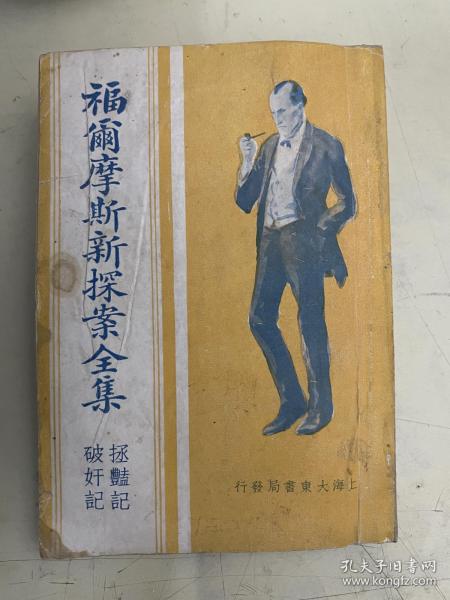 福爾摩斯新探案全集
拯豔記
破奸記
上海大東書局發行
孔夫子旧书网
www.kongfz.com